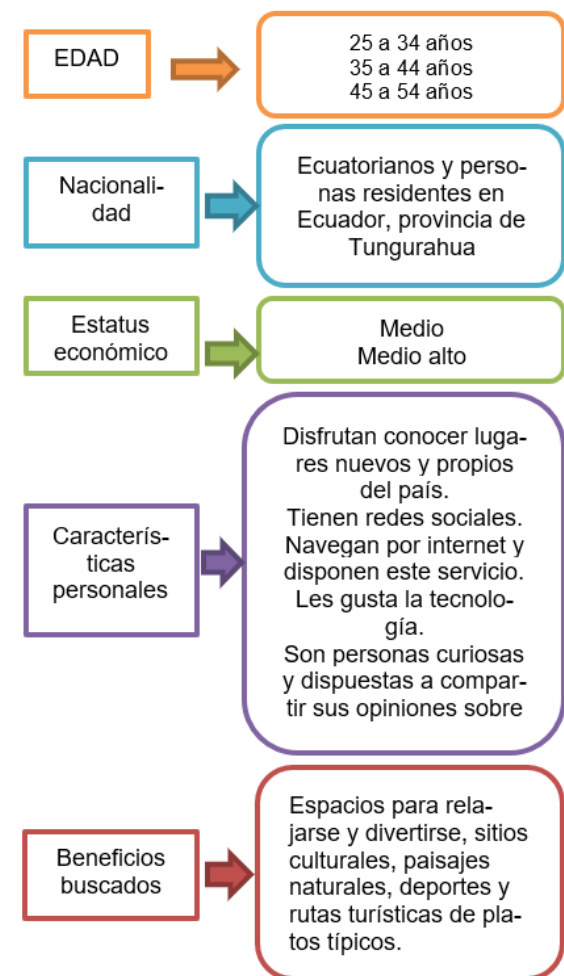 EDAD
25 a 34 años
35 a 44 años
45 a 54 años
Nacionali-
dad
Ecuatorianos y perso-
nas residentes en
Ecuador, provincia de
Tungurahua
Estatus
económico
Medio
Medio alto
Caracterís-
ticas
personales
Disfrutan conocer luga-
res nuevos y propios
del país.
Tienen redes sociales.
Navegan por internet y
disponen este servicio.
Les gusta la tecnolo-
gía.
Son personas curiosas
y dispuestas a compar-
tir sus opiniones sobre
Beneficios
buscados
Espacios para rela-
jarse y divertirse, sitios
culturales, paisajes
naturales, deportes y
rutas turísticas de pla-
tos típicos.